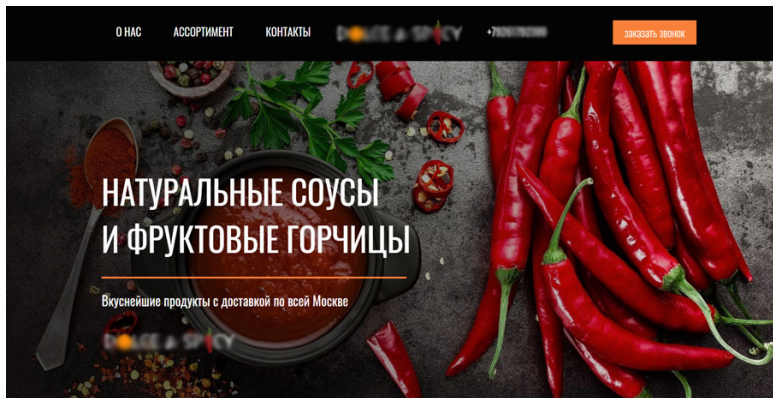 О НАС
АССОРТИМЕНТ
КОНТАКТЫ
заказать звонок
НАТУРАЛЬНЫЕ СОУСЫ
И ФРУКТОВЫЕ ГОРЧИЦЫ
Вкуснейшие продукты с доставкой по всей Москве